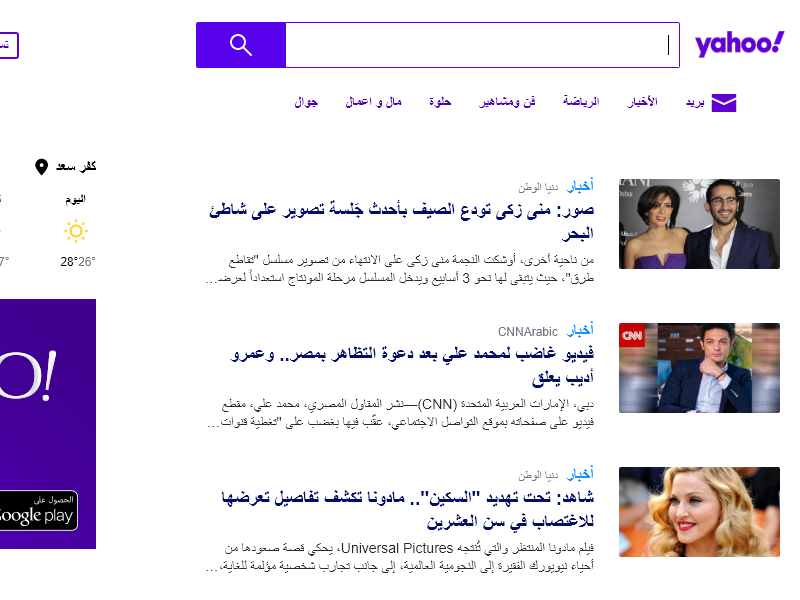 yahoo!
بريد
الأخبار
الرياضة
فن ومشاهير
حلوة
مال و اعمال
جوال
أخبار دنيا الوطن
صور: منى زكى تودع الصيف بأحدث جَلسة تصوير على شاطئ
البحر
من ناحية أخرى، أوشكت النجمة منى زكى على الانتهاء من تصوير مسلسل "تقاطع
طرق"، حيث يتبقى لها نحو 3 أسابيع ويدخل المسلسل مرحلة المونتاج استعداداً لعرضه...
أخبار CNNArabic
CNN
فيديو غاضب لمحمد علي بعد دعوة التظاهر بمصر.. وعمرو
أديب يعلق
دبي، الإمارات العربية المتحدة (CNN)—نشر المقاول المصري، محمد علي، مقطع
فيديو على صفحاته بموقع التواصل الاجتماعي، عقّب فيها بغضب على "تغطية قنوات...
أخبار دنيا الوطن
شاهد: تحت تهديد "السكين".. مادونا تكشف تفاصيل تعرضها
للاغتصاب في سن العشرين
فيلم مادونا المنتظر والتي تُنتجه Universal Pictures، يحكي قصة صعودها من
أحياء نيويورك الفقيرة إلى النجومية العالمية، إلى جانب تجارب شخصية مؤلمة للغاية،...
كفر سعد
اليوم
28° 26°
7°
O!
الحصول على
Google play